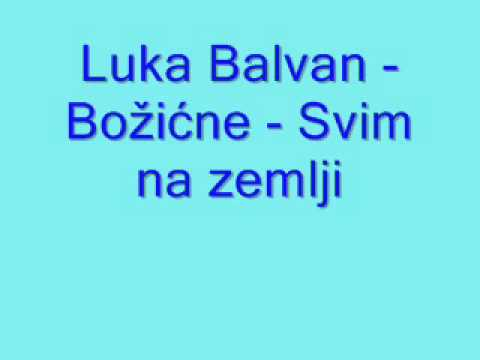 Luka Balvan -
Božićne - Svim
na zemlji